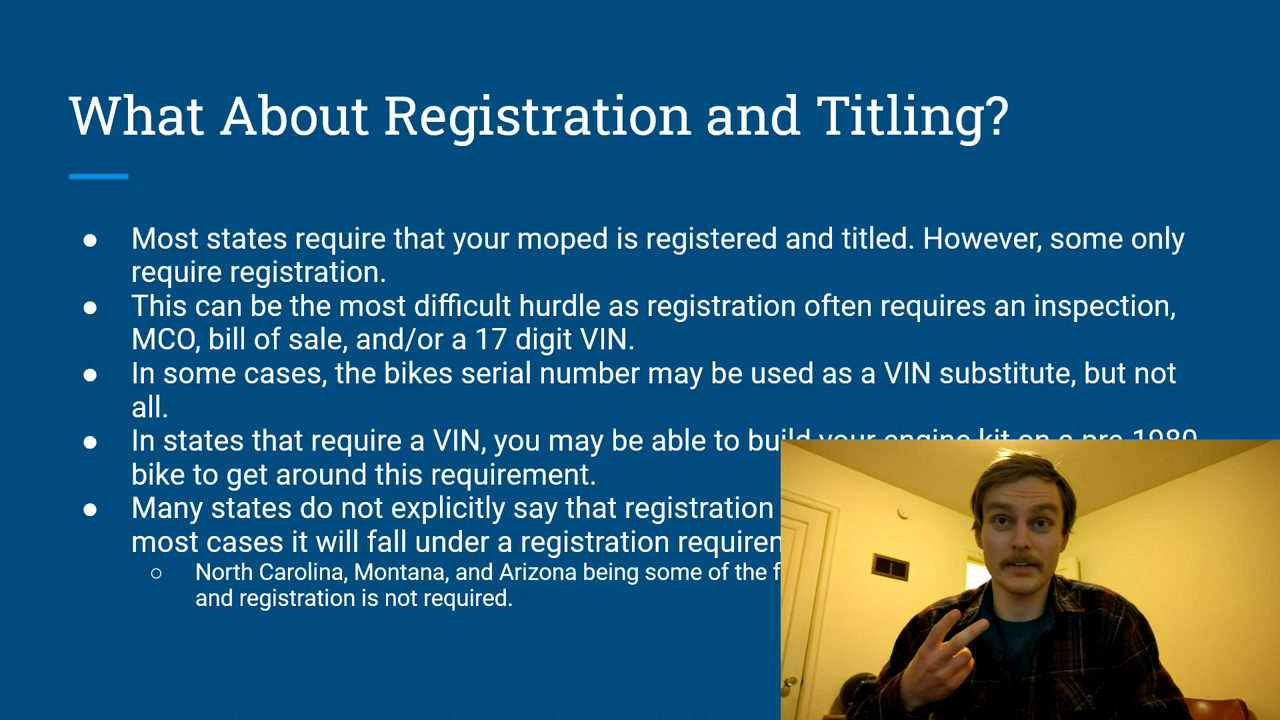 What About Registration and Titling?
● Most states require that your moped is registered and titled. However, some only
require registration.
● This can be the most difficult hurdle as registration often requires an inspection,
MCO, bill of sale, and/or a 17 digit VIN.
● In some cases, the bikes serial number may be used as a VIN substitute, but not
all.
● In states that require a VIN, you may be able to build your engine kit on a pre-1980
bike to get around this requirement.
● Many states do not explicitly say that registration
most cases it will fall under a registration
○ North Carolina, Montana, and Arizona being some of the
and registration is not required.